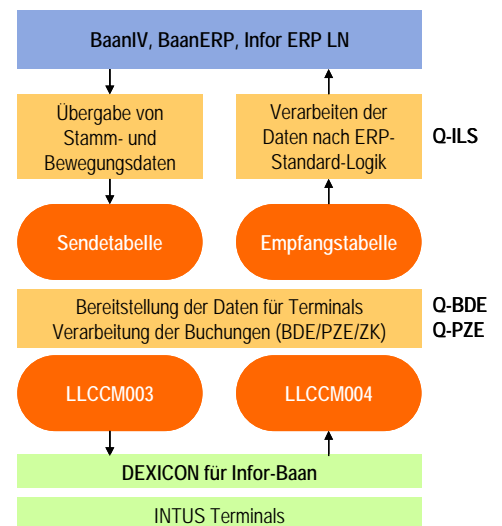 BaanIV, BaanERP, Infor ERP LN
Übergabe von
Stamm- und
Bewegungsdaten
Verarbeiten der
Daten nach ERP-
Standard-Logik
Q-ILS
Sendetabelle
Empfangstabelle
Bereitstellung der Daten für Terminals
Verarbeitung der Buchungen (BDE/PZE/ZK)
Q-BDE
Q-PZE
LLCCM003
LLCCM004
DEXICON für Infor-Baan
INTUS Terminals